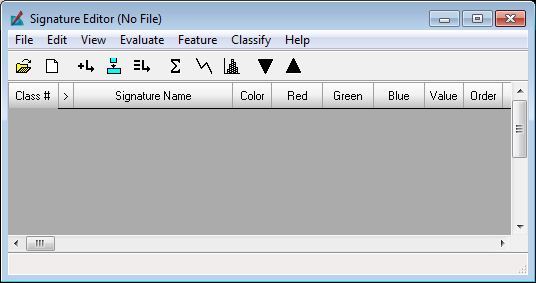 Signature Editor (No File)
File Edit View Evaluate Feature Classify Help
Class # > Signature Name Color Red Green Blue Value Order